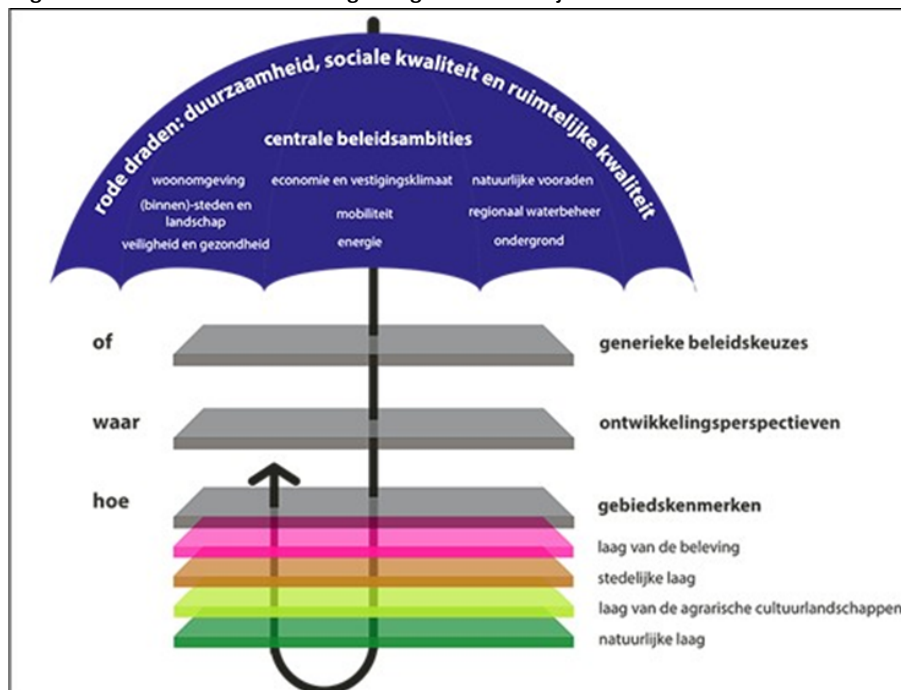 rode draden: duurzaamheid, sociale kwaliteit en ruimtelijke kwaliteit
centrale beleidsambities
woonomgeving
(binnen)-steden en
landschap
veiligheid en gezondheid
economie en vestigingsklimaat
mobiliteit
energie
natuurlijke vooraden
regionaal waterbeheer
ondergrond
of
generieke beleidskeuzes
waar
ontwikkelingsperspectieven
hoe
gebiedskenmerken
laag van de beleving
stedelijke laag
laag van de agrarische cultuurlandschappen
natuurlijke laag